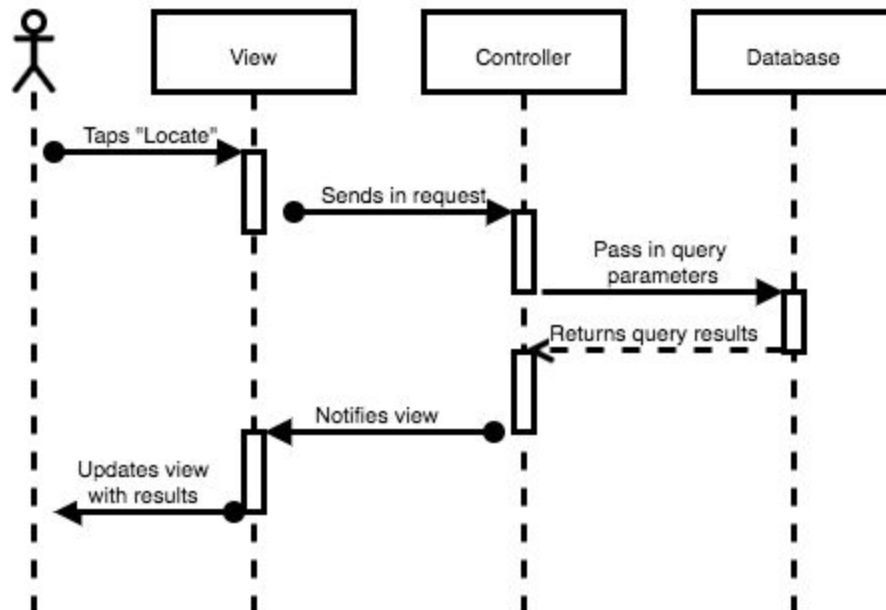 View
Controller
Database
Taps "Locate"
Sends in request
Pass in query
parameters
Returns query results
Notifies view
Updates view
with results